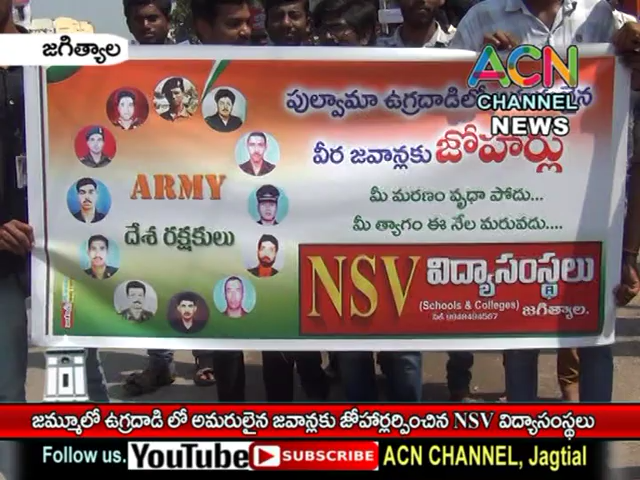 జగిత్యాల
ACN
CHANNEL
NEWS
పుల్వామా ఉగ్రదాడిలో
వీర జవాన్లకు జోహార్లు
ARMY
దేశ రక్షకులు
మీ మరణం వృధా పోదు...
మీ త్యాగం ఈ నేల మరువదు....
NSV విద్యాసంస్థలు
(Schools & Colleges) జగిత్యాల.
సెల్ 9948494567
జమ్మూలో ఉగ్రదాడి లో అమరులైన జవాన్లకు జోహార్లర్పించిన NSV విద్యాసంస్థలు
Follow us. YouTube SUBSCRIBE ACN CHANNEL, Jagtial